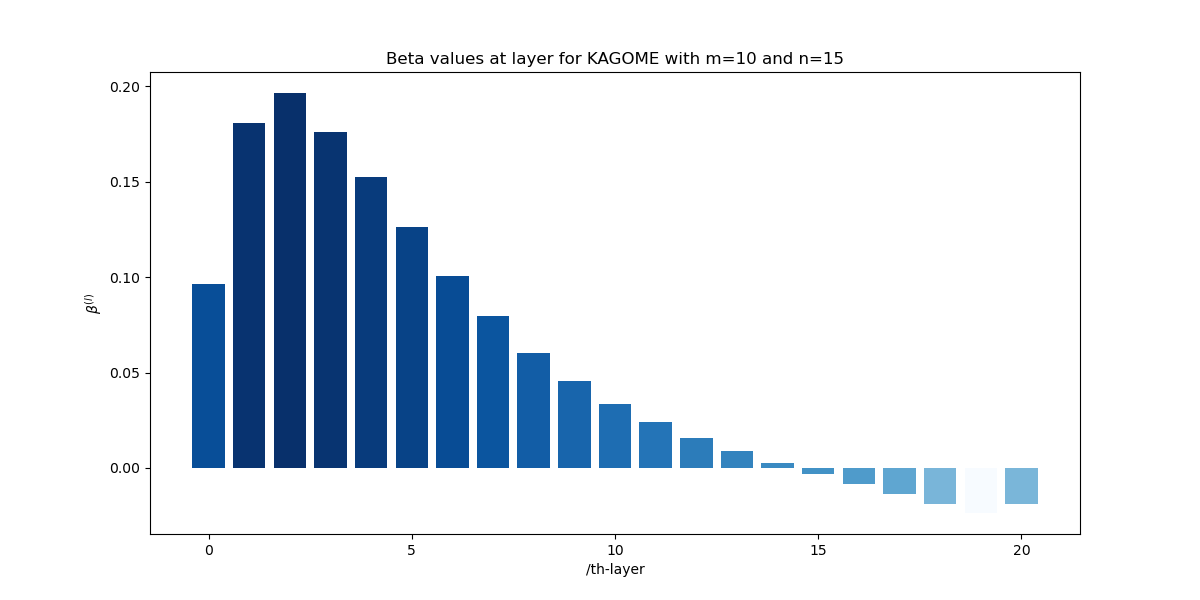 Beta values at layer for KAGOME with m=10 and n=15
0.20
0.15
0.10
0.05
0.00
β⁽ˡ⁾
0 5 10 15 20
/th-layer